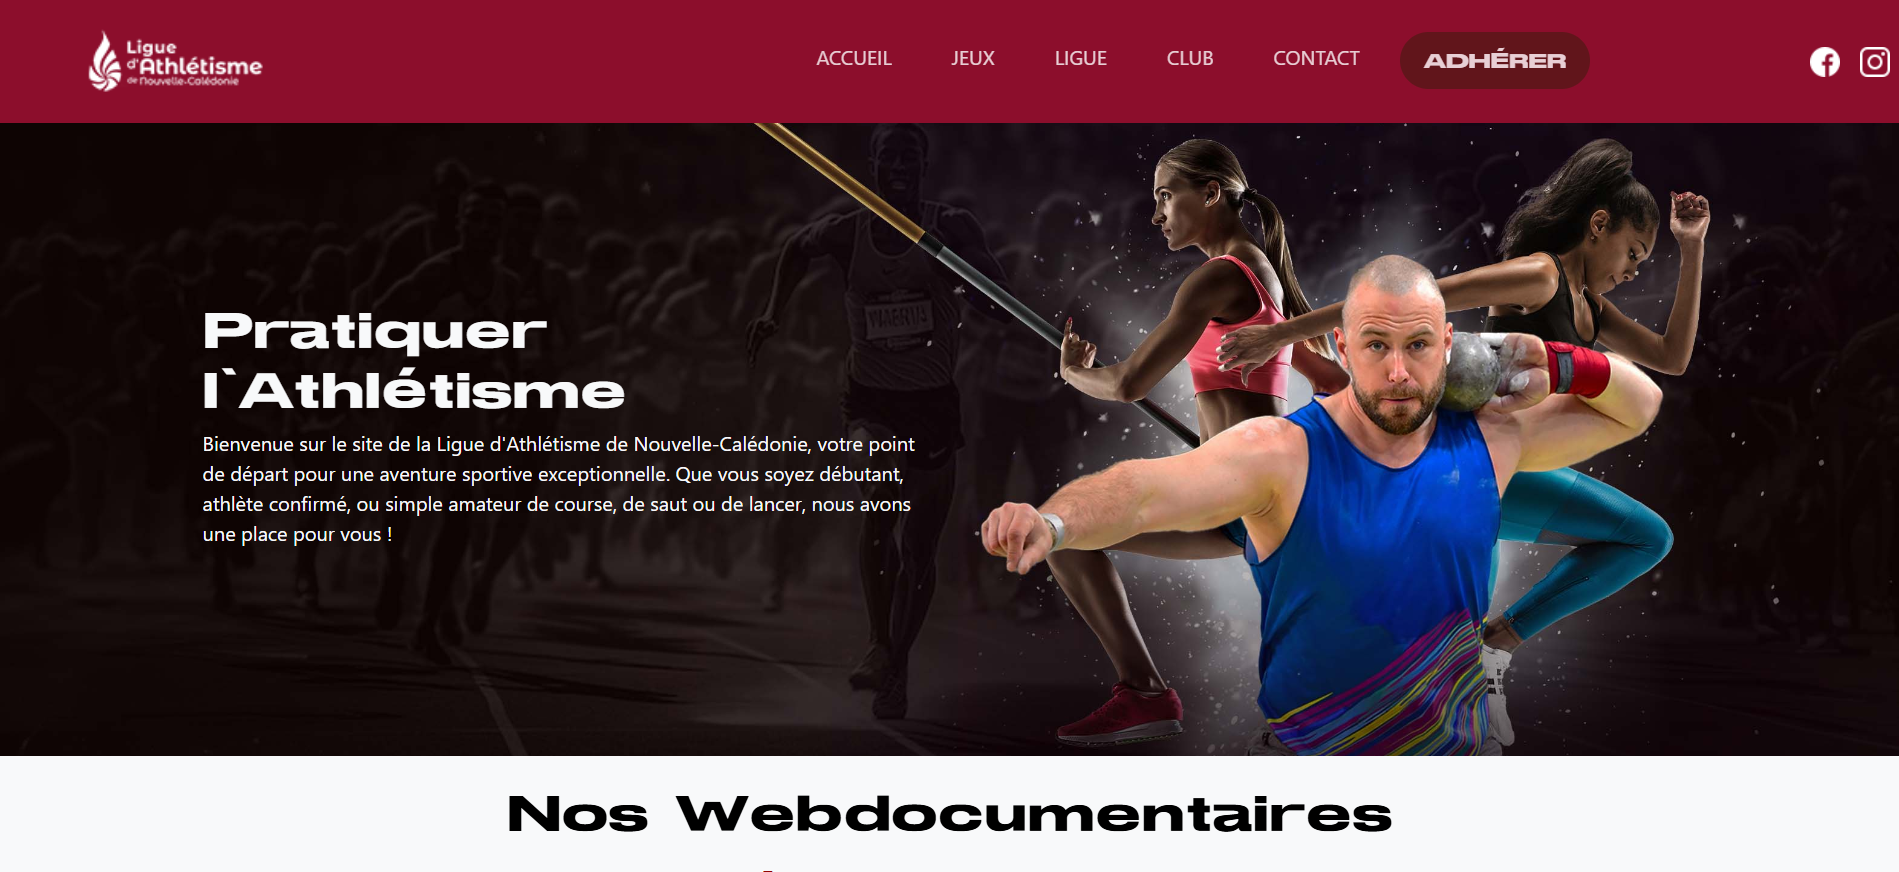 Ligue
d'Athlétisme
de Nouvelle-Calédonie
ACCUEIL
JEUX
LIGUE
CLUB
CONTACT
ADHÉRER
Pratiquer
l`Athlétisme
Bienvenue sur le site de la Ligue d'Athlétisme de Nouvelle-Calédonie, votre point
de départ pour une aventure sportive exceptionnelle. Que vous soyez débutant,
athlète confirmé, ou simple amateur de course, de saut ou de lancer, nous avons
une place pour vous !
Nos Webdocumentaires